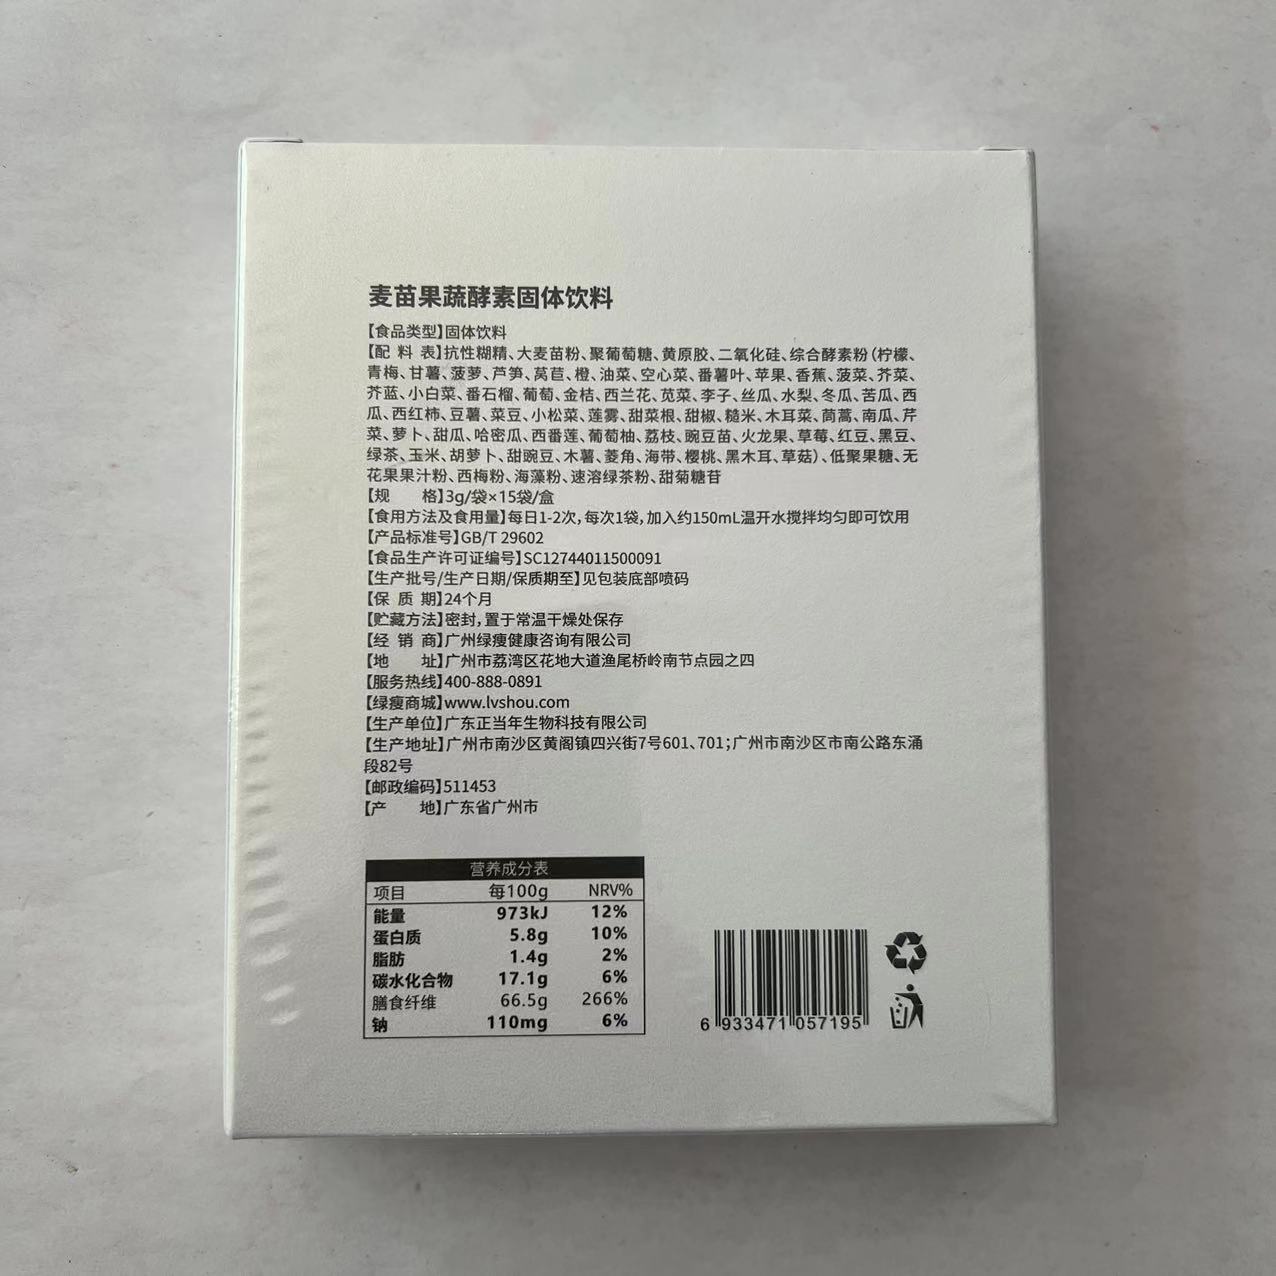 麦苗果蔬酵素固体饮料
【食品类型】固体饮料
【配 料 表】抗性糊精、大麦苗粉、聚葡萄糖、黄原胶、二氧化硅、综合酵素粉(柠檬、
青梅、甘薯、菠萝、芦笋、莴苣、橙、油菜、空心菜、番薯叶、苹果、香蕉、菠菜、芥菜、
芥蓝、小白菜、番石榴、葡萄、金桔、西兰花、苋菜、李子、丝瓜、水梨、冬瓜、苦瓜、西
瓜、西红柿、豆薯、菜豆、小松菜、莲雾、甜菜根、甜椒、糙米、木耳菜、茼蒿、南瓜、芹
菜、萝卜、甜瓜、哈密瓜、西番莲、葡萄柚、荔枝、豌豆苗、火龙果、草莓、红豆、黑豆、
绿茶、玉米、胡萝卜、甜豌豆、木薯、菱角、海带、樱桃、黑木耳、草菇)、低聚果糖、无
花果果汁粉、西梅粉、海藻粉、速溶绿茶粉、甜菊糖苷
【规 格】3g/袋×15袋/盒
【食用方法及食用量】每日1-2次,每次1袋,加入约150mL温开水搅拌均匀即可饮用
【产品标准号】GB/T 29602
【食品生产许可证编号】SC12744011500091
【生产批号/生产日期/保质期至】见包装底部喷码
【保 质 期】24个月
【贮藏方法】密封,置于常温干燥处保存
【经 销 商】广州绿瘦健康咨询有限公司
【地 址】广州市荔湾区花地大道渔尾桥岭南节点园之四
【服务热线】400-888-0891
【绿瘦商城】www.lvshou.com
【生产单位】广东正当年生物科技有限公司
【生产地址】广州市南沙区黄阁镇四兴街7号601、701;广州市南沙区市南公路东涌
段82号
【邮政编码】511453
【产 地】广东省广州市
营养成分表
项目 每100g NRV%
能量 973kJ 12%
蛋白质 5.8g 10%
脂肪 1.4g 2%
碳水化合物 17.1g 6%
膳食纤维 66.5g 266%
钠 110mg 6%
6 933471 057195